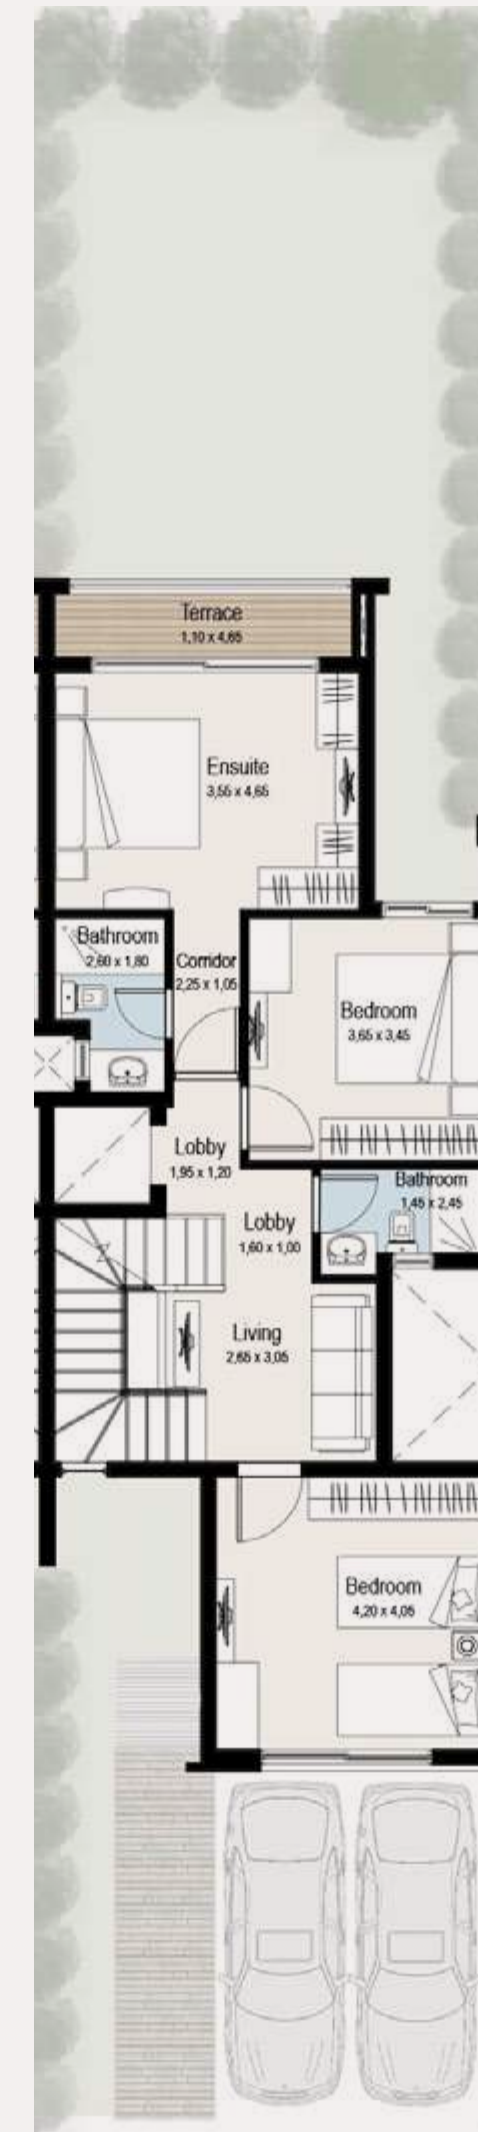 Terrace
1,10 x 4,65
Ensuite
3,55 x 4,65
Bathroom
2,60 x 1,80
Corridor
2,25 x 1,05
Bedroom
3,65 x 3,45
Lobby
1,95 x 1,20
Bathroom
1,45 x 2,45
Lobby
1,60 x 1,00
Living
2,65 x 3,05
Bedroom
4,20 x 4,05